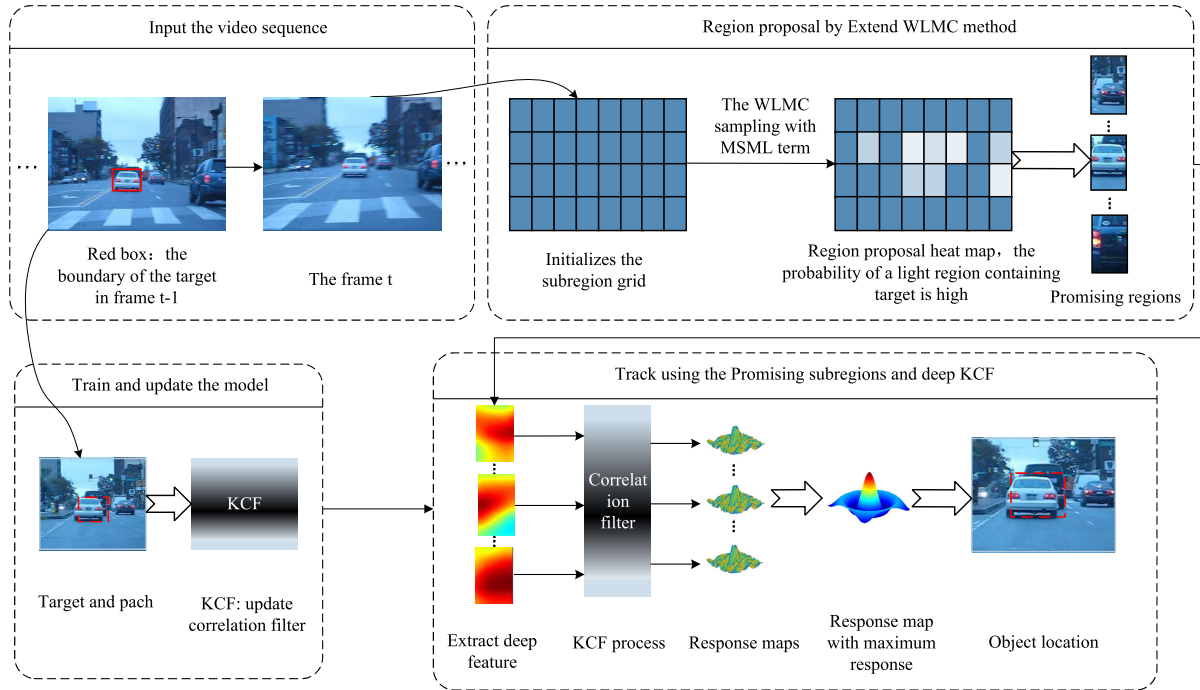 Input the video sequence
Red box：the
boundary of the target
in frame t-1
The frame t
Region proposal by Extend WLMC method
Initializes the
subregion grid
The WLMC
sampling with
MSML term
Region proposal heat map，the
probability of a light region containing
target is high
Promising regions
Train and update the model
KCF
Target and pach
KCF: update
correlation filter
Track using the Promising subregions and deep KCF
Correlat
ion
filter
Extract deep
feature
KCF process
Response maps
Response map
with maximum
response
Object location